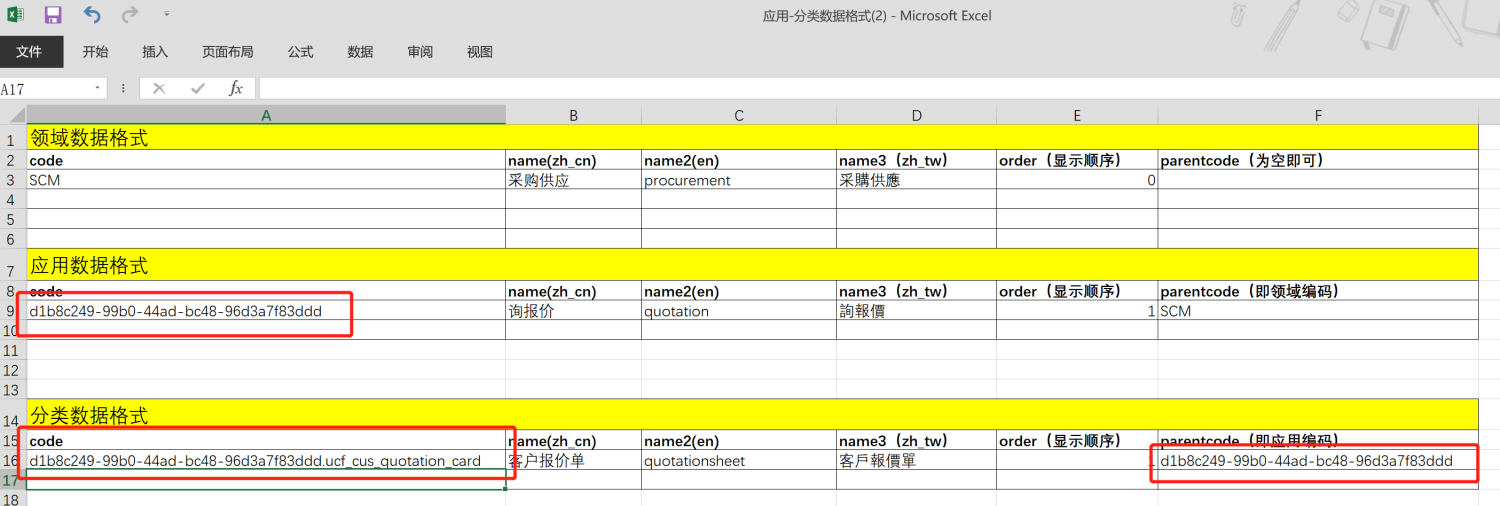 应用-分类数据格式(2) - Microsoft Excel
文件 开始 插入 页面布局 公式 数据 审阅 视图
A17 fx
A B C D E F
1 领域数据格式
2 code name(zh_cn) name2(en) name3（zh_tw） order（显示顺序） parentcode（为空即可）
3 SCM 采购供应 procurement 采購供應 0
4
5
6
7 应用数据格式
8 code name(zh_cn) name2(en) name3（zh_tw） order（显示顺序） parentcode（即领域编码）
9 d1b8c249-99b0-44ad-bc48-96d3a7f83ddd 询报价 quotation 詢報價 1 SCM
10
11
12
13
14 分类数据格式
15 code name(zh_cn) name2(en) name3（zh_tw） order（显示顺序） parentcode（即应用编码）
16 d1b8c249-99b0-44ad-bc48-96d3a7f83ddd.ucf_cus_quotation_card 客户报价单 quotationsheet 客戶報價單 1 d1b8c249-99b0-44ad-bc48-96d3a7f83ddd
17
18